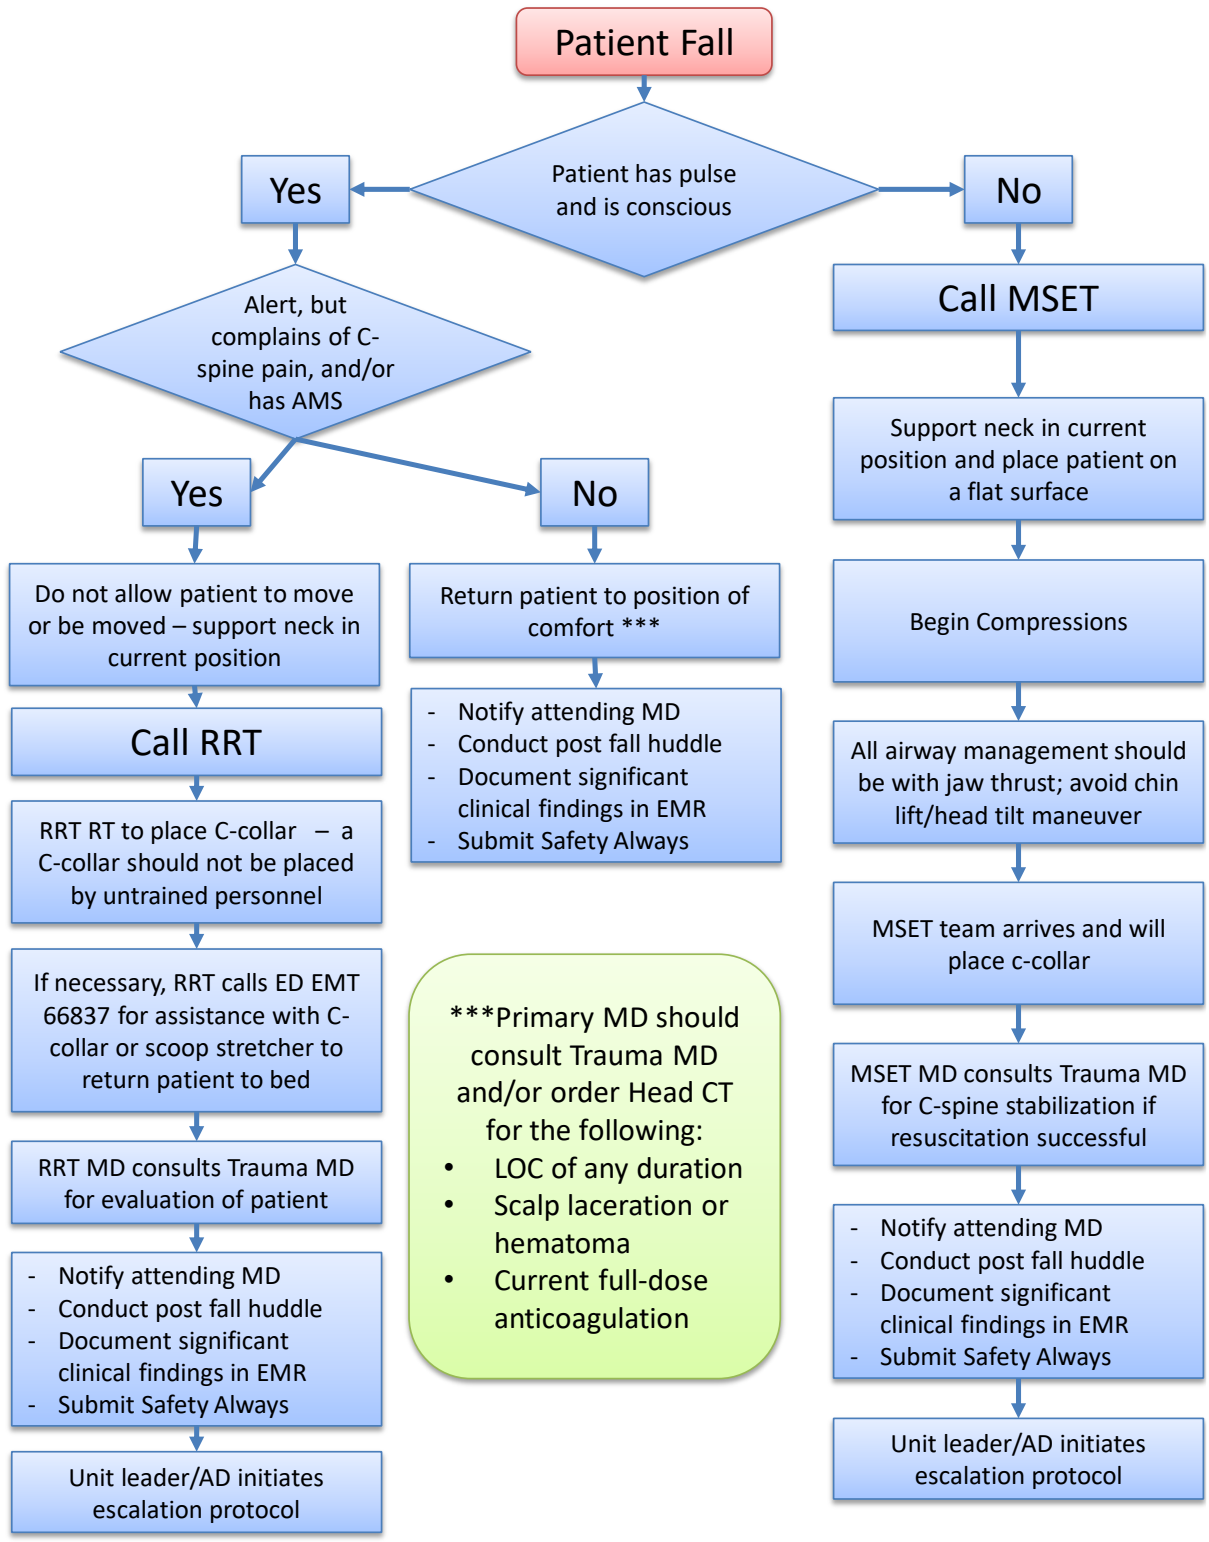 Patient Fall
Patient has pulse
and is conscious
Yes
No
Alert, but
complains of C-
spine pain, and/or
has AMS
Yes
Do not allow patient to move
or be moved – support neck in
current position
Call RRT
RRT RT to place C-collar – a
C-collar should not be placed
by untrained personnel
If necessary, RRT calls ED EMT
66837 for assistance with C-
collar or scoop stretcher to
return patient to bed
RRT MD consults Trauma MD
for evaluation of patient
- Notify attending MD
- Conduct post fall huddle
- Document significant
clinical findings in EMR
- Submit Safety Always
Unit leader/AD initiates
escalation protocol
No
Return patient to position of
comfort ***
- Notify attending MD
- Conduct post fall huddle
- Document significant
clinical findings in EMR
- Submit Safety Always
***Primary MD should
consult Trauma MD
and/or order Head CT
for the following:
• LOC of any duration
• Scalp laceration or
hematoma
• Current full-dose
anticoagulation
Call MSET
Support neck in current
position and place patient on
a flat surface
Begin Compressions
All airway management should
be with jaw thrust; avoid chin
lift/head tilt maneuver
MSET team arrives and will
place c-collar
MSET MD consults Trauma MD
for C-spine stabilization if
resuscitation successful
- Notify attending MD
- Conduct post fall huddle
- Document significant
clinical findings in EMR
- Submit Safety Always
Unit leader/AD initiates
escalation protocol